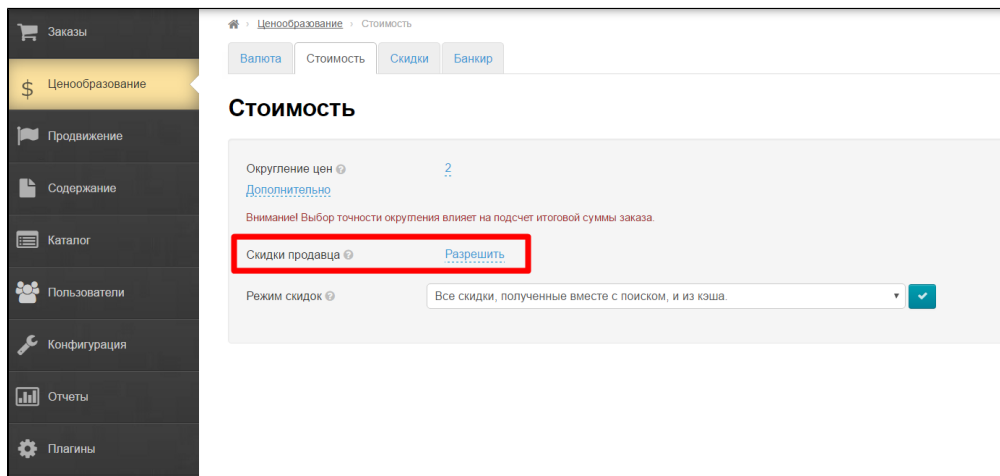 Заказы
Ценообразование
Продвижение
Содержание
Каталог
Пользователи
Конфигурация
Отчеты
Плагины
Ценообразование › Стоимость
Валюта Стоимость Скидки Банкир
Стоимость
Округление цен 2
Дополнительно
Внимание! Выбор точности округления влияет на подсчет итоговой суммы заказа.
Скидки продавца Разрешить
Режим скидок Все скидки, полученные вместе с поиском, и из кэша.